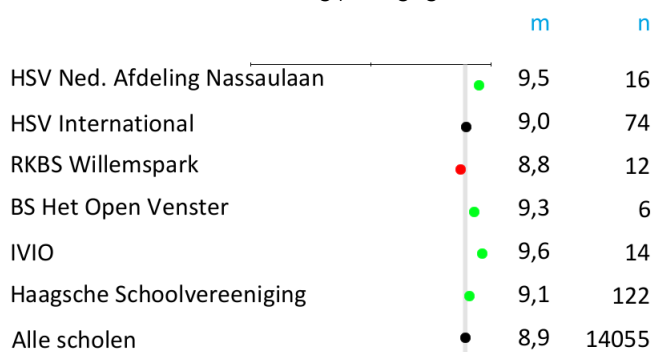 m n
HSV Ned. Afdeling Nassaulaan 9,5 16
HSV International 9,0 74
RKBS Willemspark 8,8 12
BS Het Open Venster 9,3 6
IVIO 9,6 14
Haagsche Schoolvereeniging 9,1 122
Alle scholen 8,9 14055